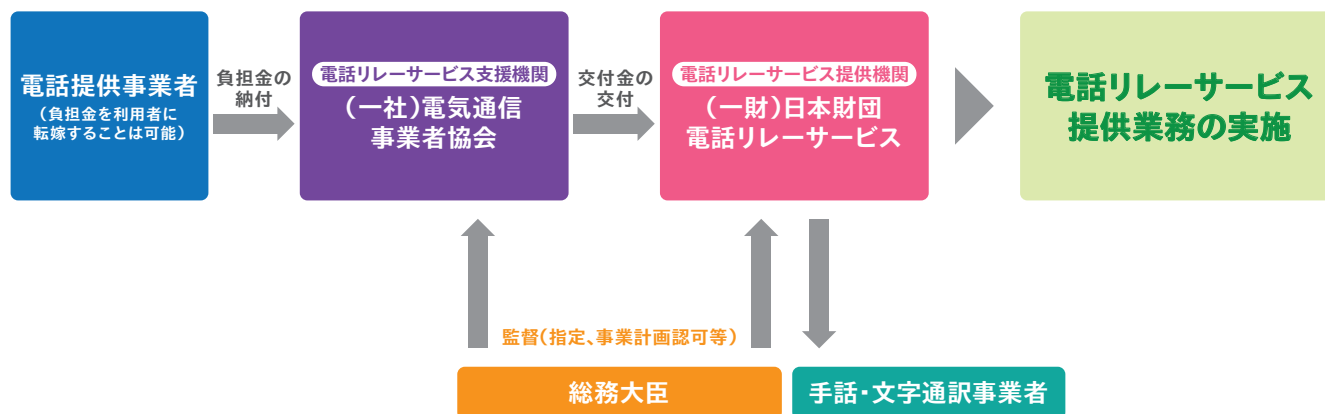 電話提供事業者
（負担金を利用者に
転嫁することは可能）
負担金の
納付
電話リレーサービス支援機関
（一社）電気通信
事業者協会
交付金の
交付
電話リレーサービス提供機関
（一財）日本財団
電話リレーサービス
電話リレーサービス
提供業務の実施
監督（指定、事業計画認可等）
総務大臣
手話・文字通訳事業者